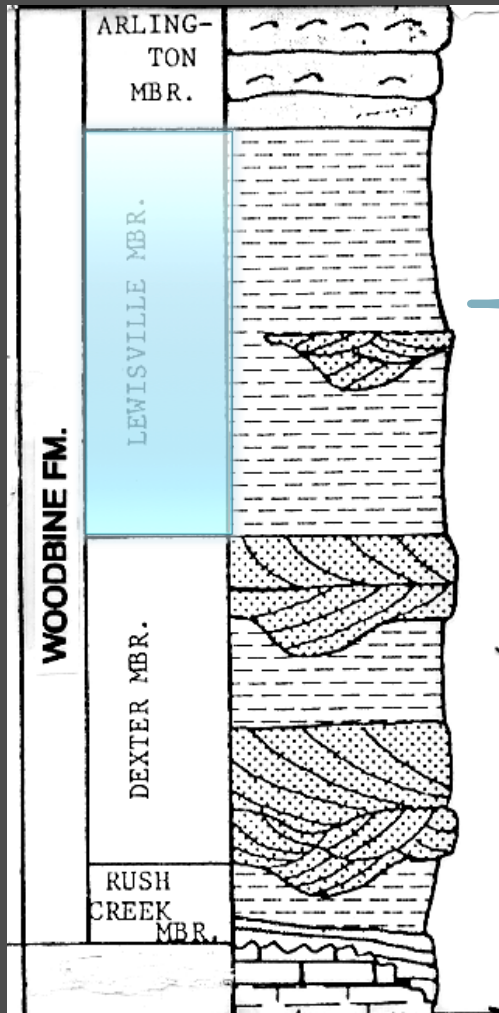 ARLING-
TON
MBR.
LEWISVILLE MBR.
WOODBINE FM.
DEXTER MBR.
RUSH
CREEK
MBR.